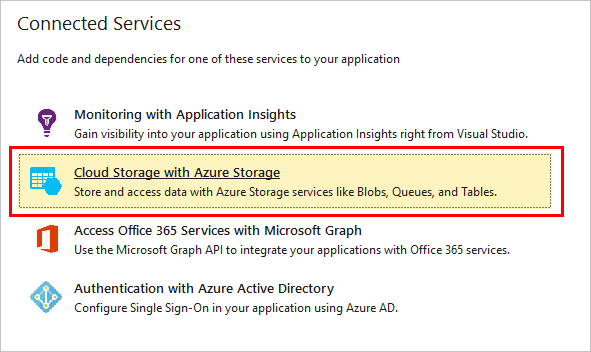 Connected Services
Add code and dependencies for one of these services to your application
Monitoring with Application Insights
Gain visibility into your application using Application Insights right from Visual Studio.
Cloud Storage with Azure Storage
Store and access data with Azure Storage services like Blobs, Queues, and Tables.
Access Office 365 Services with Microsoft Graph
Use the Microsoft Graph API to integrate your applications with Office 365 services.
Authentication with Azure Active Directory
Configure Single Sign-On in your application using Azure AD.